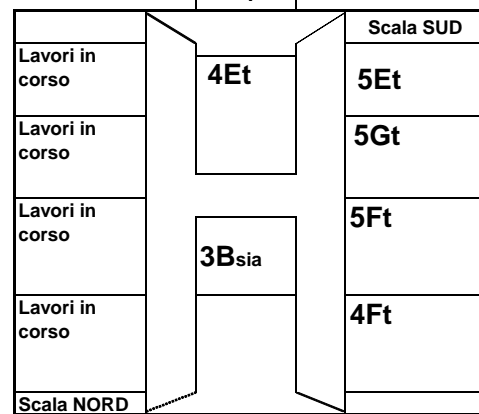 Scala SUD
Lavori in
corso
4Et
5Et
Lavori in
corso
5Gt
Lavori in
corso
5Ft
3Bsia
Lavori in
corso
4Ft
Scala NORD